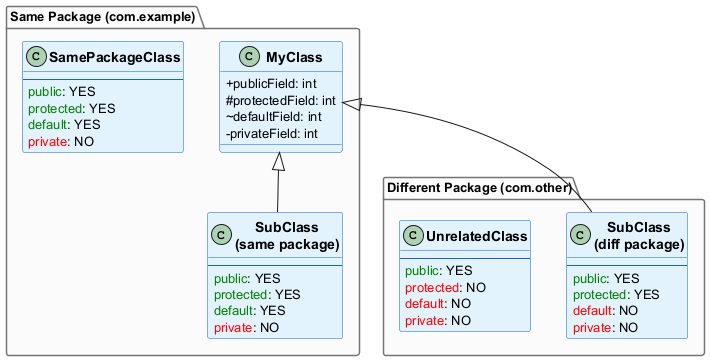 Same Package (com.example)
C SamePackageClass
public: YES
protected: YES
default: YES
private: NO
C MyClass
+publicField: int
#protectedField: int
~defaultField: int
-privateField: int
C SubClass
(same package)
public: YES
protected: YES
default: YES
private: NO
Different Package (com.other)
C UnrelatedClass
public: YES
protected: NO
default: NO
private: NO
C SubClass
(diff package)
public: YES
protected: YES
default: NO
private: NO